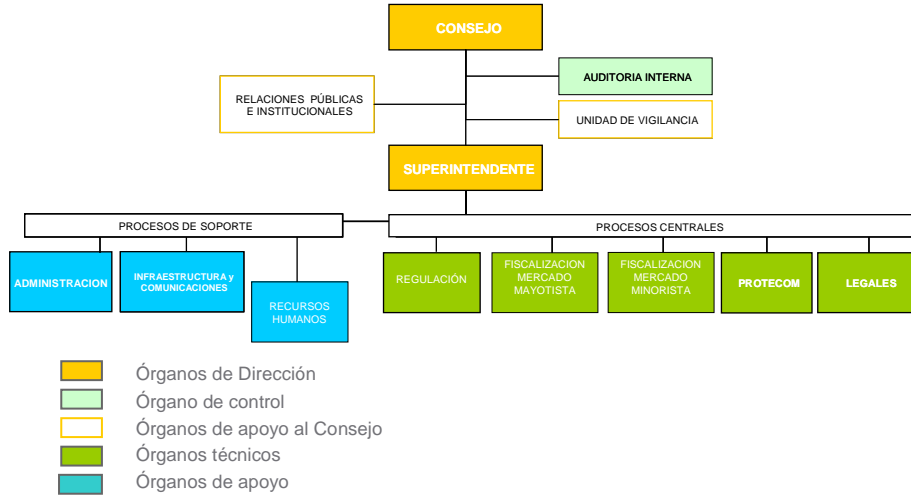 CONSEJO
AUDITORIA INTERNA
RELACIONES PÚBLICAS
E INSTITUCIONALES
UNIDAD DE VIGILANCIA
SUPERINTENDENTE
PROCESOS DE SOPORTE
PROCESOS CENTRALES
ADMINISTRACION
INFRAESTRUCTURA y
COMUNICACIONES
RECURSOS
HUMANOS
REGULACIÓN
FISCALIZACION
MERCADO
MAYOTISTA
FISCALIZACION
MERCADO
MINORISTA
PROTECOM
LEGALES
Órganos de Dirección
Órgano de control
Órganos de apoyo al Consejo
Órganos técnicos
Órganos de apoyo